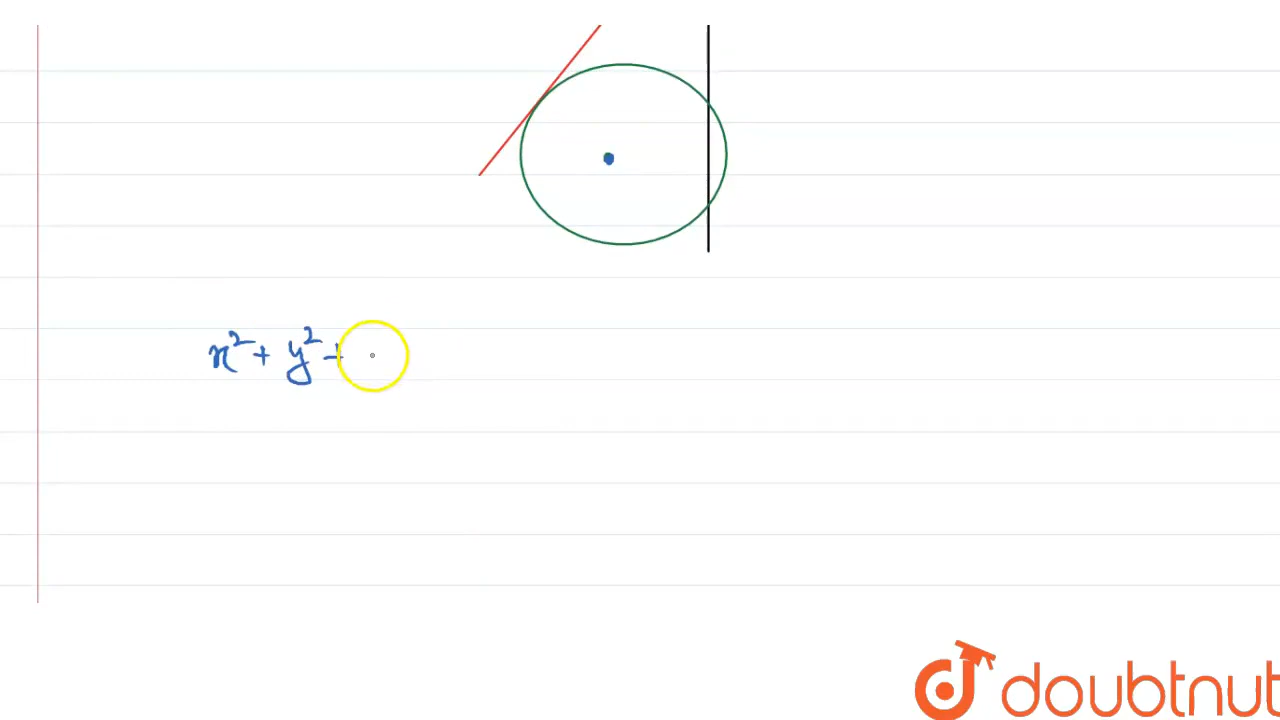 x² + y² +
doubtnut